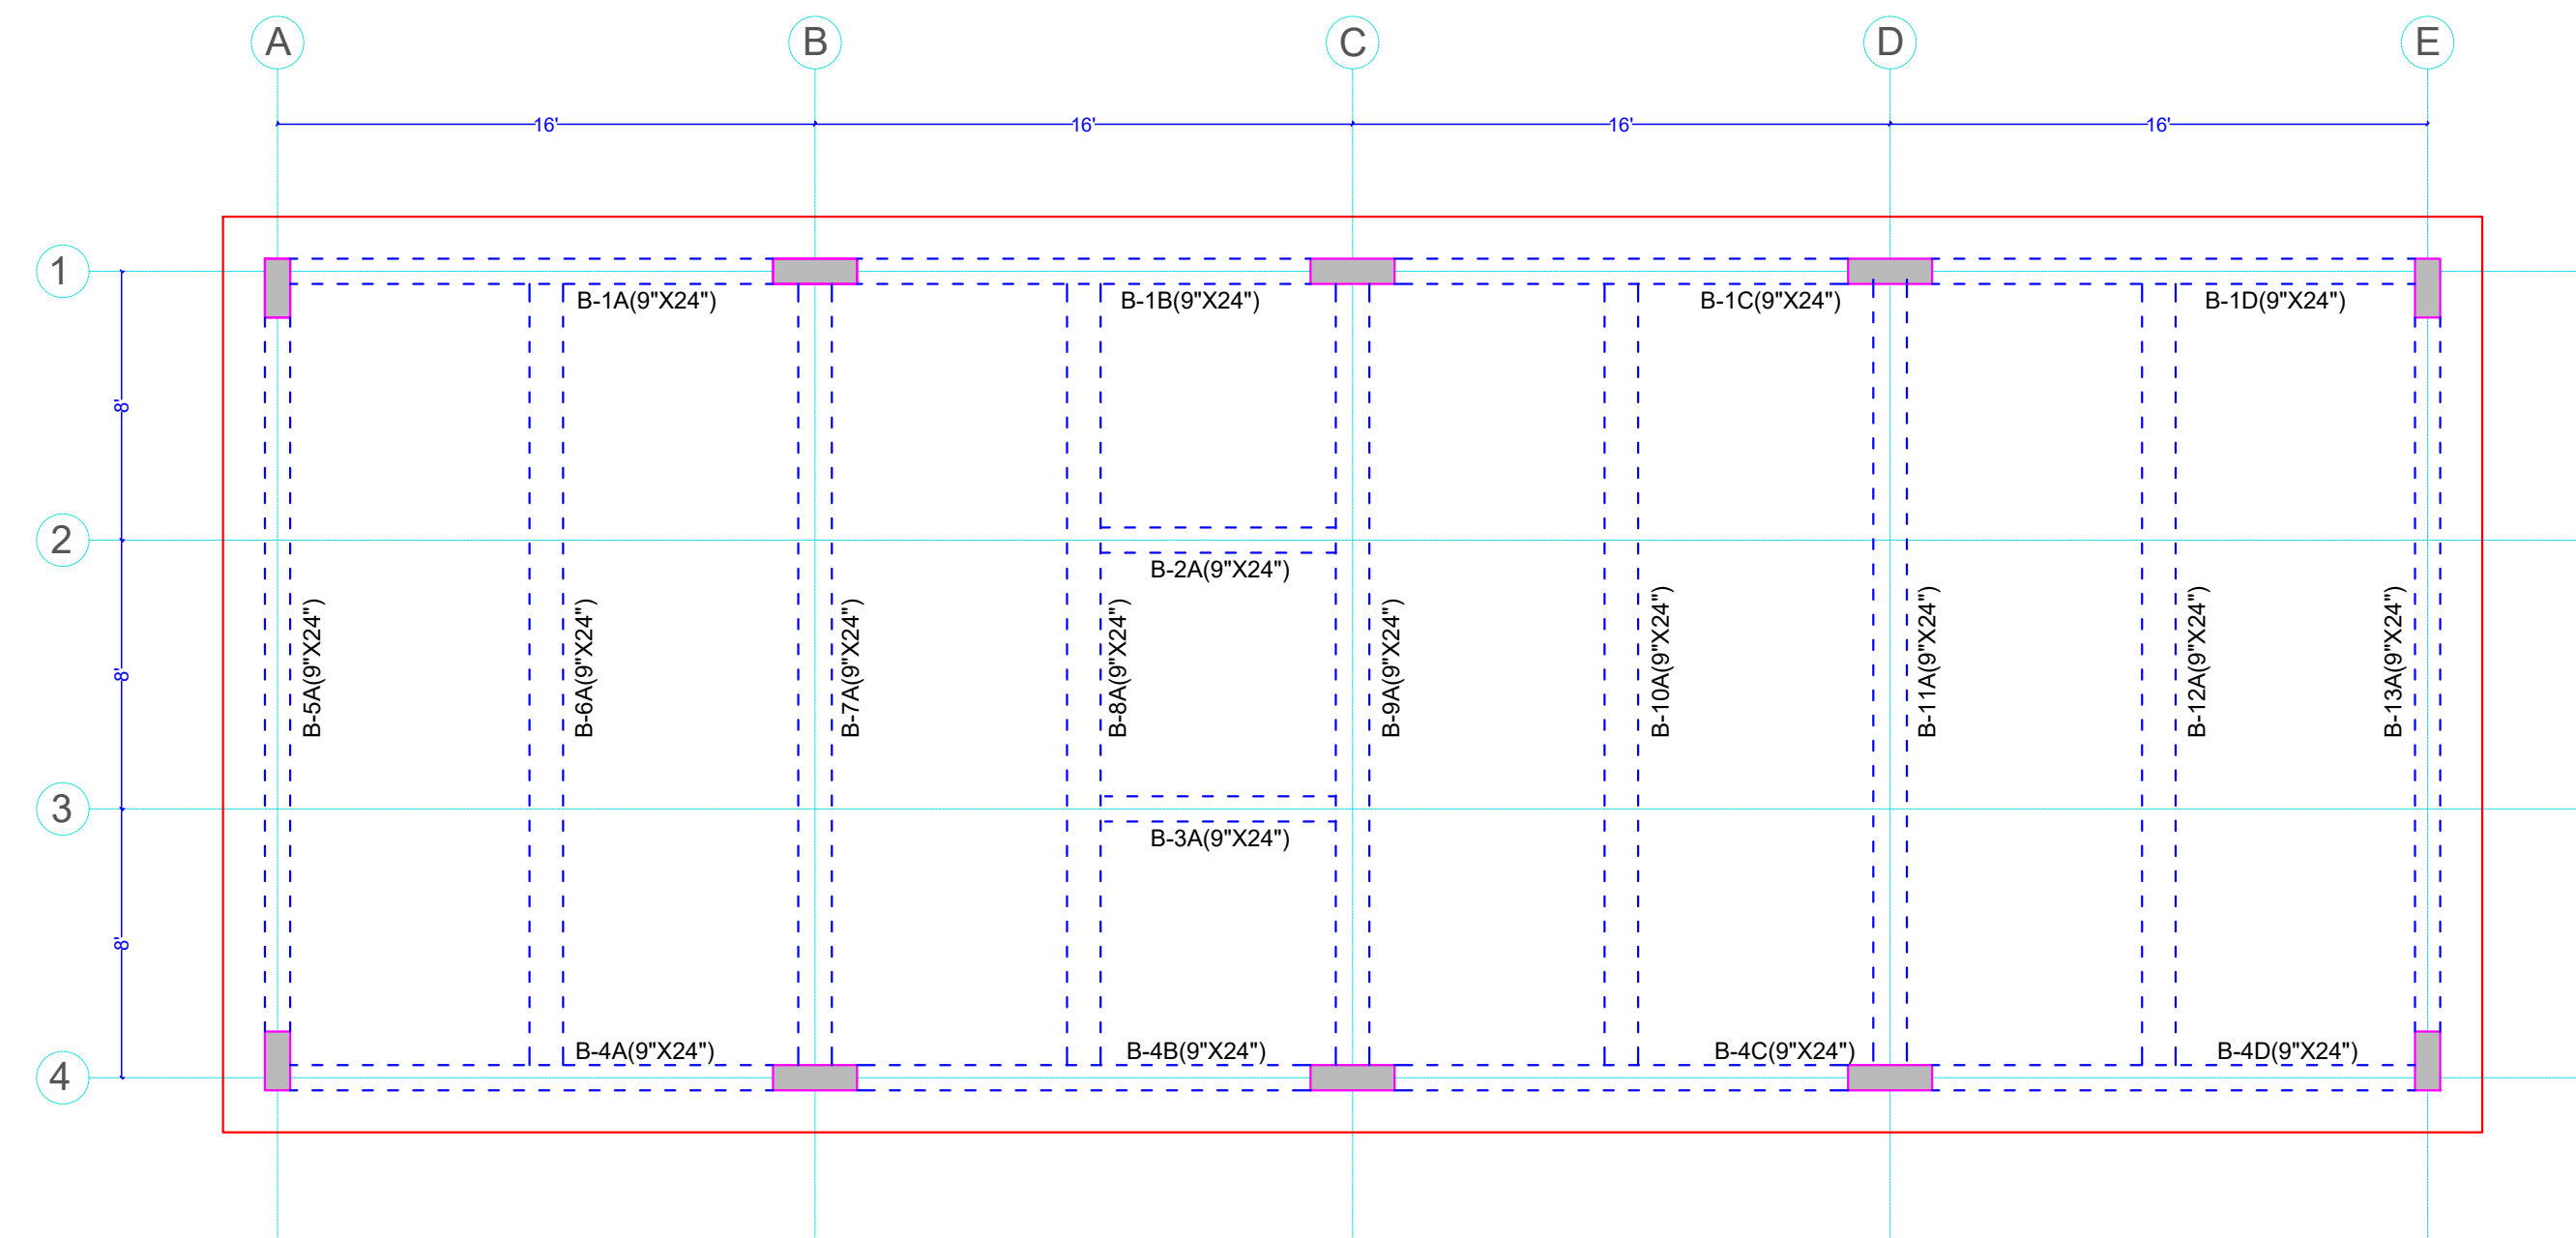 A B C D E
16' 16' 16' 16'
1
B-1A(9"X24") B-1B(9"X24") B-1C(9"X24") B-1D(9"X24")
8'
2
B-2A(9"X24")
B-5A(9"X24")
B-6A(9"X24")
B-7A(9"X24")
B-8A(9"X24")
B-9A(9"X24")
B-10A(9"X24")
B-11A(9"X24")
B-12A(9"X24")
B-13A(9"X24")
8'
3
B-3A(9"X24")
8'
B-4A(9"X24") B-4B(9"X24") B-4C(9"X24") B-4D(9"X24")
4